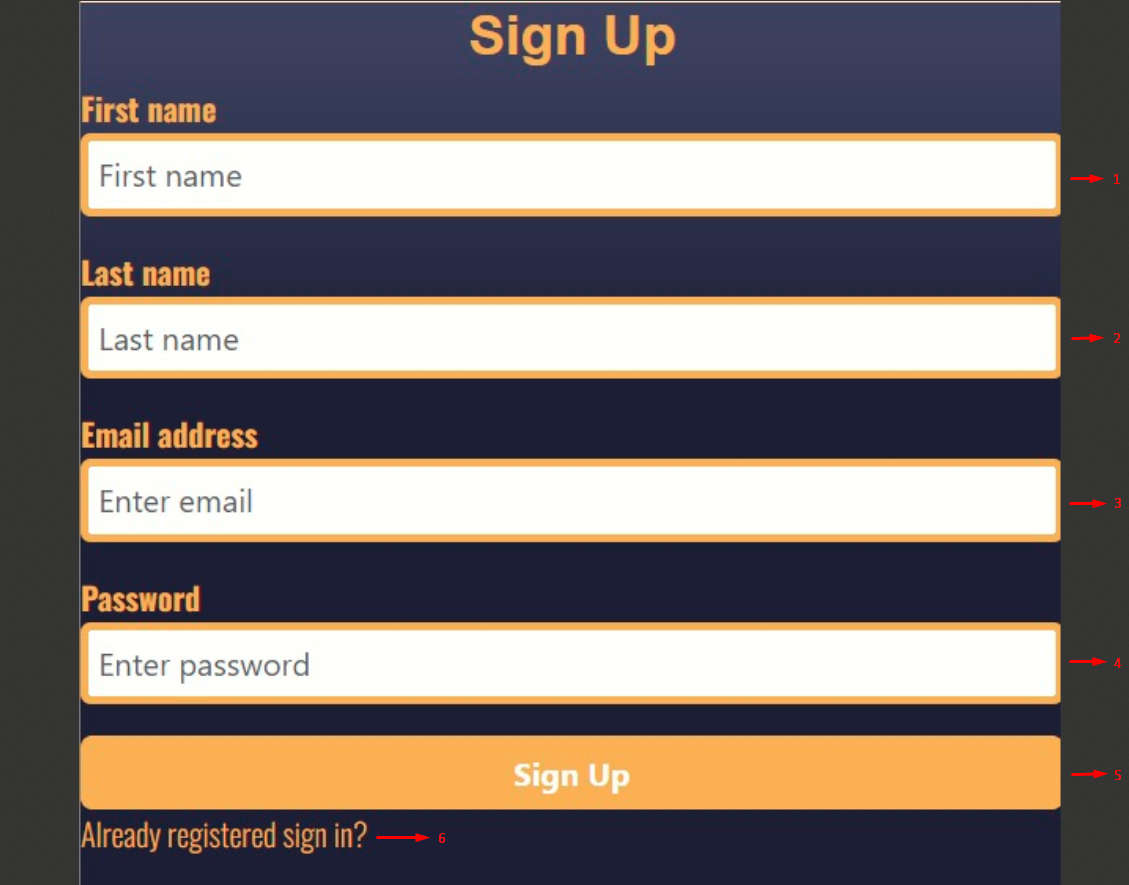 Sign Up
First name
First name
1
Last name
Last name
2
Email address
Enter email
3
Password
Enter password
4
Sign Up
5
Already registered sign in?
6